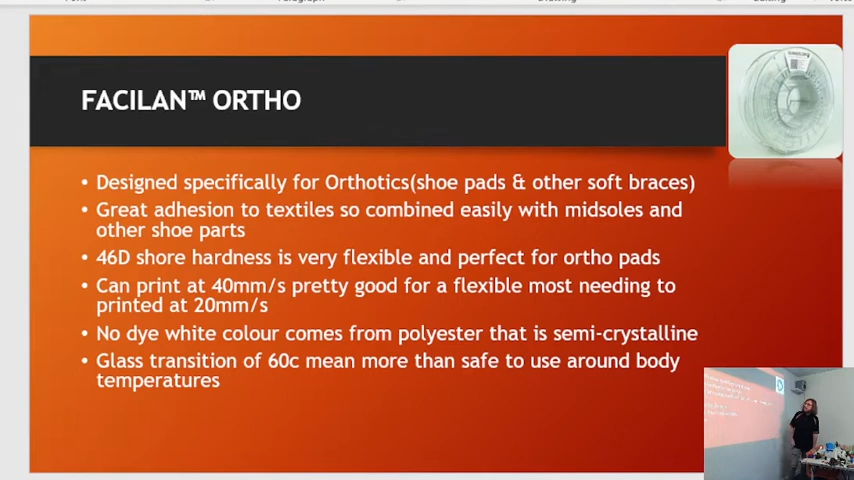 FACILAN™ ORTHO
• Designed specifically for Orthotics(shoe pads & other soft braces)
• Great adhesion to textiles so combined easily with midsoles and
other shoe parts
• 46D shore hardness is very flexible and perfect for ortho pads
• Can print at 40mm/s pretty good for a flexible most needing to
printed at 20mm/s
• No dye white colour comes from polyester that is semi-crystalline
• Glass transition of 60c mean more than safe to use around body
temperatures